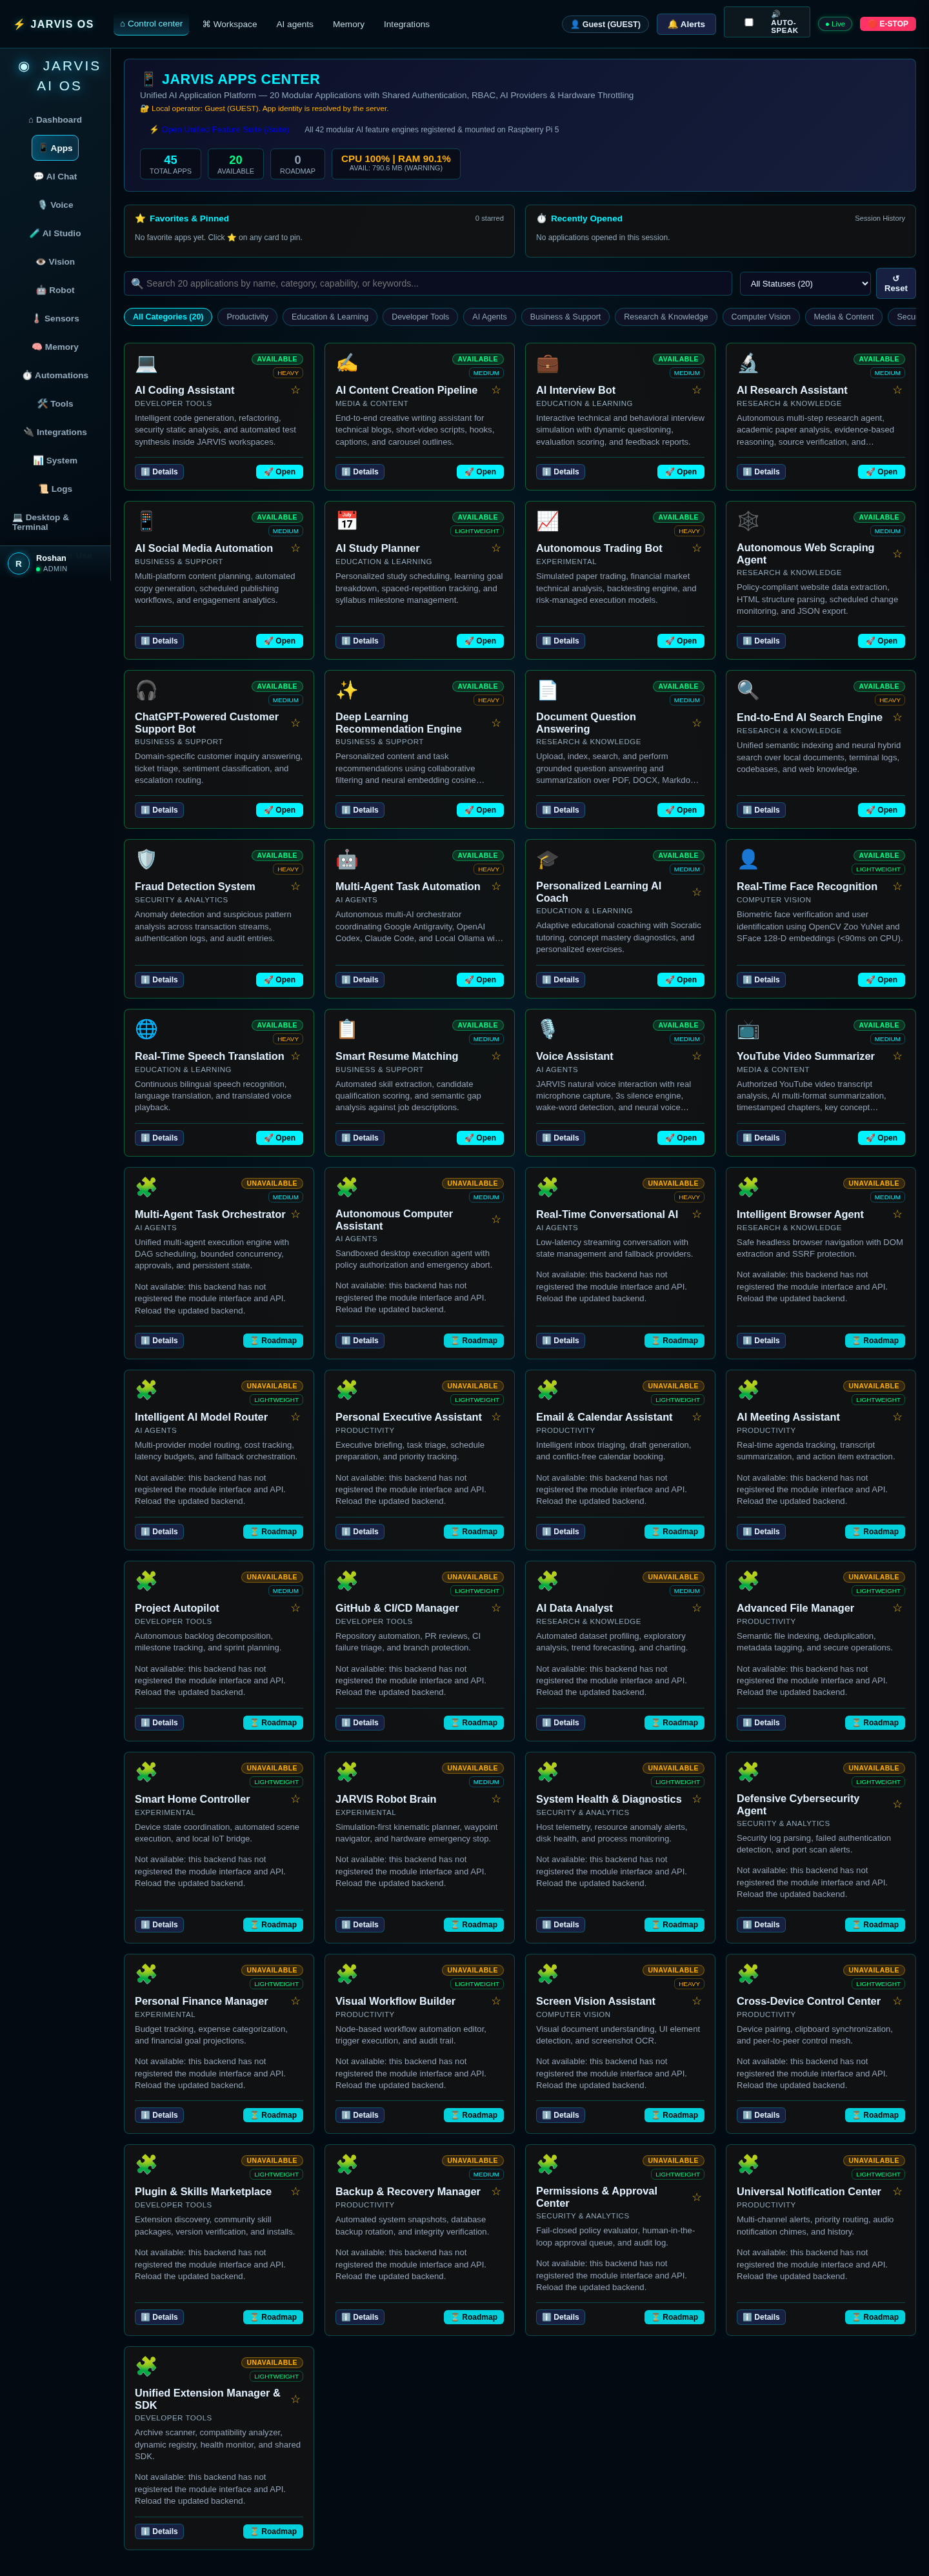 ⚡ JARVIS OS
⌂ Control center
⌘ Workspace
AI agents
Memory
Integrations
👤 Guest (GUEST)
🔔 Alerts
🔊 AUTO-SPEAK
● Live
E-STOP
◉ JARVIS
AI OS
⌂ Dashboard
📱 Apps
💬 AI Chat
🎙️ Voice
🧪 AI Studio
👁️ Vision
🤖 Robot
🌡️ Sensors
🧠 Memory
⏱️ Automations
🛠️ Tools
🔌 Integrations
📊 System
📜 Logs
💻 Desktop &
Terminal
R
Roshan
ADMIN
📱 JARVIS APPS CENTER
Unified AI Application Platform — 20 Modular Applications with Shared Authentication, RBAC, AI Providers & Hardware Throttling
🔐 Local operator: Guest (GUEST). App identity is resolved by the server.
All 42 modular AI feature engines registered & mounted on Raspberry Pi 5
45
TOTAL APPS
20
AVAILABLE
0
ROADMAP
CPU 100% | RAM 90.1%
AVAIL: 790.6 MB (WARNING)
⭐ Favorites & Pinned
0 starred
No favorite apps yet. Click ⭐ on any card to pin.
⏱️ Recently Opened
Session History
No applications opened in this session.
🔍 Search 20 applications by name, category, capability, or keywords...
All Statuses (20)
↺
Reset
All Categories (20)
Productivity
Education & Learning
Developer Tools
AI Agents
Business & Support
Research & Knowledge
Computer Vision
Media & Content
Secu
AVAILABLE
HEAVY
AI Coding Assistant ☆
DEVELOPER TOOLS
Intelligent code generation, refactoring,
security static analysis, and automated test
synthesis inside JARVIS workspaces.
ℹ️ Details
🚀 Open
AVAILABLE
MEDIUM
AI Content Creation Pipeline ☆
MEDIA & CONTENT
End-to-end creative writing assistant for
technical blogs, short-video scripts, hooks,
captions, and carousel outlines.
ℹ️ Details
🚀 Open
AVAILABLE
MEDIUM
AI Interview Bot ☆
EDUCATION & LEARNING
Interactive technical and behavioral interview
simulation with dynamic questioning,
evaluation scoring, and feedback reports.
ℹ️ Details
🚀 Open
AVAILABLE
MEDIUM
AI Research Assistant ☆
RESEARCH & KNOWLEDGE
Autonomous multi-step research agent,
academic paper analysis, evidence-based
reasoning, source verification, and…
ℹ️ Details
🚀 Open
AVAILABLE
MEDIUM
AI Social Media Automation ☆
BUSINESS & SUPPORT
Multi-platform content planning, automated
copy generation, scheduled publishing
workflows, and engagement analytics.
ℹ️ Details
🚀 Open
AVAILABLE
LIGHTWEIGHT
AI Study Planner ☆
EDUCATION & LEARNING
Personalized study scheduling, learning goal
breakdown, spaced-repetition tracking, and
syllabus milestone management.
ℹ️ Details
🚀 Open
AVAILABLE
HEAVY
Autonomous Trading Bot ☆
EXPERIMENTAL
Simulated paper trading, financial market
technical analysis, backtesting engine, and
risk-managed execution models.
ℹ️ Details
🚀 Open
AVAILABLE
MEDIUM
Autonomous Web Scraping
Agent ☆
RESEARCH & KNOWLEDGE
Policy-compliant website data extraction,
HTML structure parsing, scheduled change
monitoring, and JSON export.
ℹ️ Details
🚀 Open
AVAILABLE
MEDIUM
ChatGPT-Powered Customer
Support Bot ☆
BUSINESS & SUPPORT
Domain-specific customer inquiry answering,
ticket triage, sentiment classification, and
escalation routing.
ℹ️ Details
🚀 Open
AVAILABLE
HEAVY
Deep Learning
Recommendation Engine ☆
BUSINESS & SUPPORT
Personalized content and task
recommendations using collaborative
filtering and neural embedding cosine…
ℹ️ Details
🚀 Open
AVAILABLE
MEDIUM
Document Question
Answering ☆
RESEARCH & KNOWLEDGE
Upload, index, search, and perform
grounded question answering and
summarization over PDF, DOCX, Markdo…
ℹ️ Details
🚀 Open
AVAILABLE
HEAVY
End-to-End AI Search Engine ☆
RESEARCH & KNOWLEDGE
Unified semantic indexing and neural hybrid
search over local documents, terminal logs,
codebases, and web knowledge.
ℹ️ Details
🚀 Open
AVAILABLE
HEAVY
Fraud Detection System ☆
SECURITY & ANALYTICS
Anomaly detection and suspicious pattern
analysis across transaction streams,
authentication logs, and audit entries.
ℹ️ Details
🚀 Open
AVAILABLE
HEAVY
Multi-Agent Task Automation ☆
AI AGENTS
Autonomous multi-AI orchestrator
coordinating Google Antigravity, OpenAI
Codex, Claude Code, and Local Ollama wi…
ℹ️ Details
🚀 Open
AVAILABLE
MEDIUM
Personalized Learning AI
Coach ☆
EDUCATION & LEARNING
Adaptive educational coaching with Socratic
tutoring, concept mastery diagnostics, and
personalized exercises.
ℹ️ Details
🚀 Open
AVAILABLE
LIGHTWEIGHT
Real-Time Face Recognition ☆
COMPUTER VISION
Biometric face verification and user
identification using OpenCV Zoo YuNet and
SFace 128-D embeddings (<90ms on CPU).
ℹ️ Details
🚀 Open
AVAILABLE
HEAVY
Real-Time Speech Translation ☆
EDUCATION & LEARNING
Continuous bilingual speech recognition,
language translation, and translated voice
playback.
ℹ️ Details
🚀 Open
AVAILABLE
MEDIUM
Smart Resume Matching ☆
BUSINESS & SUPPORT
Automated skill extraction, candidate
qualification scoring, and semantic gap
analysis against job descriptions.
ℹ️ Details
🚀 Open
AVAILABLE
MEDIUM
Voice Assistant ☆
AI AGENTS
JARVIS natural voice interaction with real
microphone capture, 3s silence engine,
wake-word detection, and neural voice…
ℹ️ Details
🚀 Open
AVAILABLE
MEDIUM
YouTube Video Summarizer ☆
MEDIA & CONTENT
Authorized YouTube video transcript
analysis, AI multi-format summarization,
timestamped chapters, key concept…
ℹ️ Details
🚀 Open
UNAVAILABLE
MEDIUM
Multi-Agent Task Orchestrator ☆
AI AGENTS
Unified multi-agent execution engine with
DAG scheduling, bounded concurrency,
approvals, and persistent state.
Not available: this backend has not
registered the module interface and API.
Reload the updated backend.
ℹ️ Details
⏳ Roadmap
UNAVAILABLE
MEDIUM
Autonomous Computer
Assistant ☆
AI AGENTS
Sandboxed desktop execution agent with
policy authorization and emergency abort.
Not available: this backend has not
registered the module interface and API.
Reload the updated backend.
ℹ️ Details
⏳ Roadmap
UNAVAILABLE
HEAVY
Real-Time Conversational AI ☆
AI AGENTS
Low-latency streaming conversation with
state management and fallback providers.
Not available: this backend has not
registered the module interface and API.
Reload the updated backend.
ℹ️ Details
⏳ Roadmap
UNAVAILABLE
MEDIUM
Intelligent Browser Agent ☆
RESEARCH & KNOWLEDGE
Safe headless browser navigation with DOM
extraction and SSRF protection.
Not available: this backend has not
registered the module interface and API.
Reload the updated backend.
ℹ️ Details
⏳ Roadmap
UNAVAILABLE
LIGHTWEIGHT
Intelligent AI Model Router ☆
AI AGENTS
Multi-provider model routing, cost tracking,
latency budgets, and fallback orchestration.
Not available: this backend has not
registered the module interface and API.
Reload the updated backend.
ℹ️ Details
⏳ Roadmap
UNAVAILABLE
LIGHTWEIGHT
Personal Executive Assistant ☆
PRODUCTIVITY
Executive briefing, task triage, schedule
preparation, and priority tracking.
Not available: this backend has not
registered the module interface and API.
Reload the updated backend.
ℹ️ Details
⏳ Roadmap
UNAVAILABLE
LIGHTWEIGHT
Email & Calendar Assistant ☆
PRODUCTIVITY
Intelligent inbox triaging, draft generation,
and conflict-free calendar booking.
Not available: this backend has not
registered the module interface and API.
Reload the updated backend.
ℹ️ Details
⏳ Roadmap
UNAVAILABLE
LIGHTWEIGHT
AI Meeting Assistant ☆
PRODUCTIVITY
Real-time agenda tracking, transcript
summarization, and action item extraction.
Not available: this backend has not
registered the module interface and API.
Reload the updated backend.
ℹ️ Details
⏳ Roadmap
UNAVAILABLE
MEDIUM
Project Autopilot ☆
DEVELOPER TOOLS
Autonomous backlog decomposition,
milestone tracking, and sprint planning.
Not available: this backend has not
registered the module interface and API.
Reload the updated backend.
ℹ️ Details
⏳ Roadmap
UNAVAILABLE
LIGHTWEIGHT
GitHub & CI/CD Manager ☆
DEVELOPER TOOLS
Repository automation, PR reviews, CI
failure triage, and branch protection.
Not available: this backend has not
registered the module interface and API.
Reload the updated backend.
ℹ️ Details
⏳ Roadmap
UNAVAILABLE
MEDIUM
AI Data Analyst ☆
RESEARCH & KNOWLEDGE
Automated dataset profiling, exploratory
analysis, trend forecasting, and charting.
Not available: this backend has not
registered the module interface and API.
Reload the updated backend.
ℹ️ Details
⏳ Roadmap
UNAVAILABLE
LIGHTWEIGHT
Advanced File Manager ☆
PRODUCTIVITY
Semantic file indexing, deduplication,
metadata tagging, and secure operations.
Not available: this backend has not
registered the module interface and API.
Reload the updated backend.
ℹ️ Details
⏳ Roadmap
UNAVAILABLE
LIGHTWEIGHT
Smart Home Controller ☆
EXPERIMENTAL
Device state coordination, automated scene
execution, and local IoT bridge.
Not available: this backend has not
registered the module interface and API.
Reload the updated backend.
ℹ️ Details
⏳ Roadmap
UNAVAILABLE
MEDIUM
JARVIS Robot Brain ☆
EXPERIMENTAL
Simulation-first kinematic planner, waypoint
navigator, and hardware emergency stop.
Not available: this backend has not
registered the module interface and API.
Reload the updated backend.
ℹ️ Details
⏳ Roadmap
UNAVAILABLE
LIGHTWEIGHT
System Health & Diagnostics ☆
SECURITY & ANALYTICS
Host telemetry, resource anomaly alerts,
disk health, and process monitoring.
Not available: this backend has not
registered the module interface and API.
Reload the updated backend.
ℹ️ Details
⏳ Roadmap
UNAVAILABLE
LIGHTWEIGHT
Defensive Cybersecurity
Agent ☆
SECURITY & ANALYTICS
Security log parsing, failed authentication
detection, and port scan alerts.
Not available: this backend has not
registered the module interface and API.
Reload the updated backend.
ℹ️ Details
⏳ Roadmap
UNAVAILABLE
LIGHTWEIGHT
Personal Finance Manager ☆
EXPERIMENTAL
Budget tracking, expense categorization,
and financial goal projections.
Not available: this backend has not
registered the module interface and API.
Reload the updated backend.
ℹ️ Details
⏳ Roadmap
UNAVAILABLE
LIGHTWEIGHT
Visual Workflow Builder ☆
PRODUCTIVITY
Node-based workflow automation editor,
trigger execution, and audit trail.
Not available: this backend has not
registered the module interface and API.
Reload the updated backend.
ℹ️ Details
⏳ Roadmap
UNAVAILABLE
HEAVY
Screen Vision Assistant ☆
COMPUTER VISION
Visual document understanding, UI element
detection, and screenshot OCR.
Not available: this backend has not
registered the module interface and API.
Reload the updated backend.
ℹ️ Details
⏳ Roadmap
UNAVAILABLE
LIGHTWEIGHT
Cross-Device Control Center ☆
PRODUCTIVITY
Device pairing, clipboard synchronization,
and peer-to-peer control mesh.
Not available: this backend has not
registered the module interface and API.
Reload the updated backend.
ℹ️ Details
⏳ Roadmap
UNAVAILABLE
LIGHTWEIGHT
Plugin & Skills Marketplace ☆
DEVELOPER TOOLS
Extension discovery, community skill
packages, version verification, and installs.
Not available: this backend has not
registered the module interface and API.
Reload the updated backend.
ℹ️ Details
⏳ Roadmap
UNAVAILABLE
MEDIUM
Backup & Recovery Manager ☆
PRODUCTIVITY
Automated system snapshots, database
backup rotation, and integrity verification.
Not available: this backend has not
registered the module interface and API.
Reload the updated backend.
ℹ️ Details
⏳ Roadmap
UNAVAILABLE
LIGHTWEIGHT
Permissions & Approval
Center ☆
SECURITY & ANALYTICS
Fail-closed policy evaluator, human-in-the-
loop approval queue, and audit log.
Not available: this backend has not
registered the module interface and API.
Reload the updated backend.
ℹ️ Details
⏳ Roadmap
UNAVAILABLE
LIGHTWEIGHT
Universal Notification Center ☆
PRODUCTIVITY
Multi-channel alerts, priority routing, audio
notification chimes, and history.
Not available: this backend has not
registered the module interface and API.
Reload the updated backend.
ℹ️ Details
⏳ Roadmap
UNAVAILABLE
LIGHTWEIGHT
Unified Extension Manager &
SDK ☆
DEVELOPER TOOLS
Archive scanner, compatibility analyzer,
dynamic registry, health monitor, and shared
SDK.
Not available: this backend has not
registered the module interface and API.
Reload the updated backend.
ℹ️ Details
⏳ Roadmap